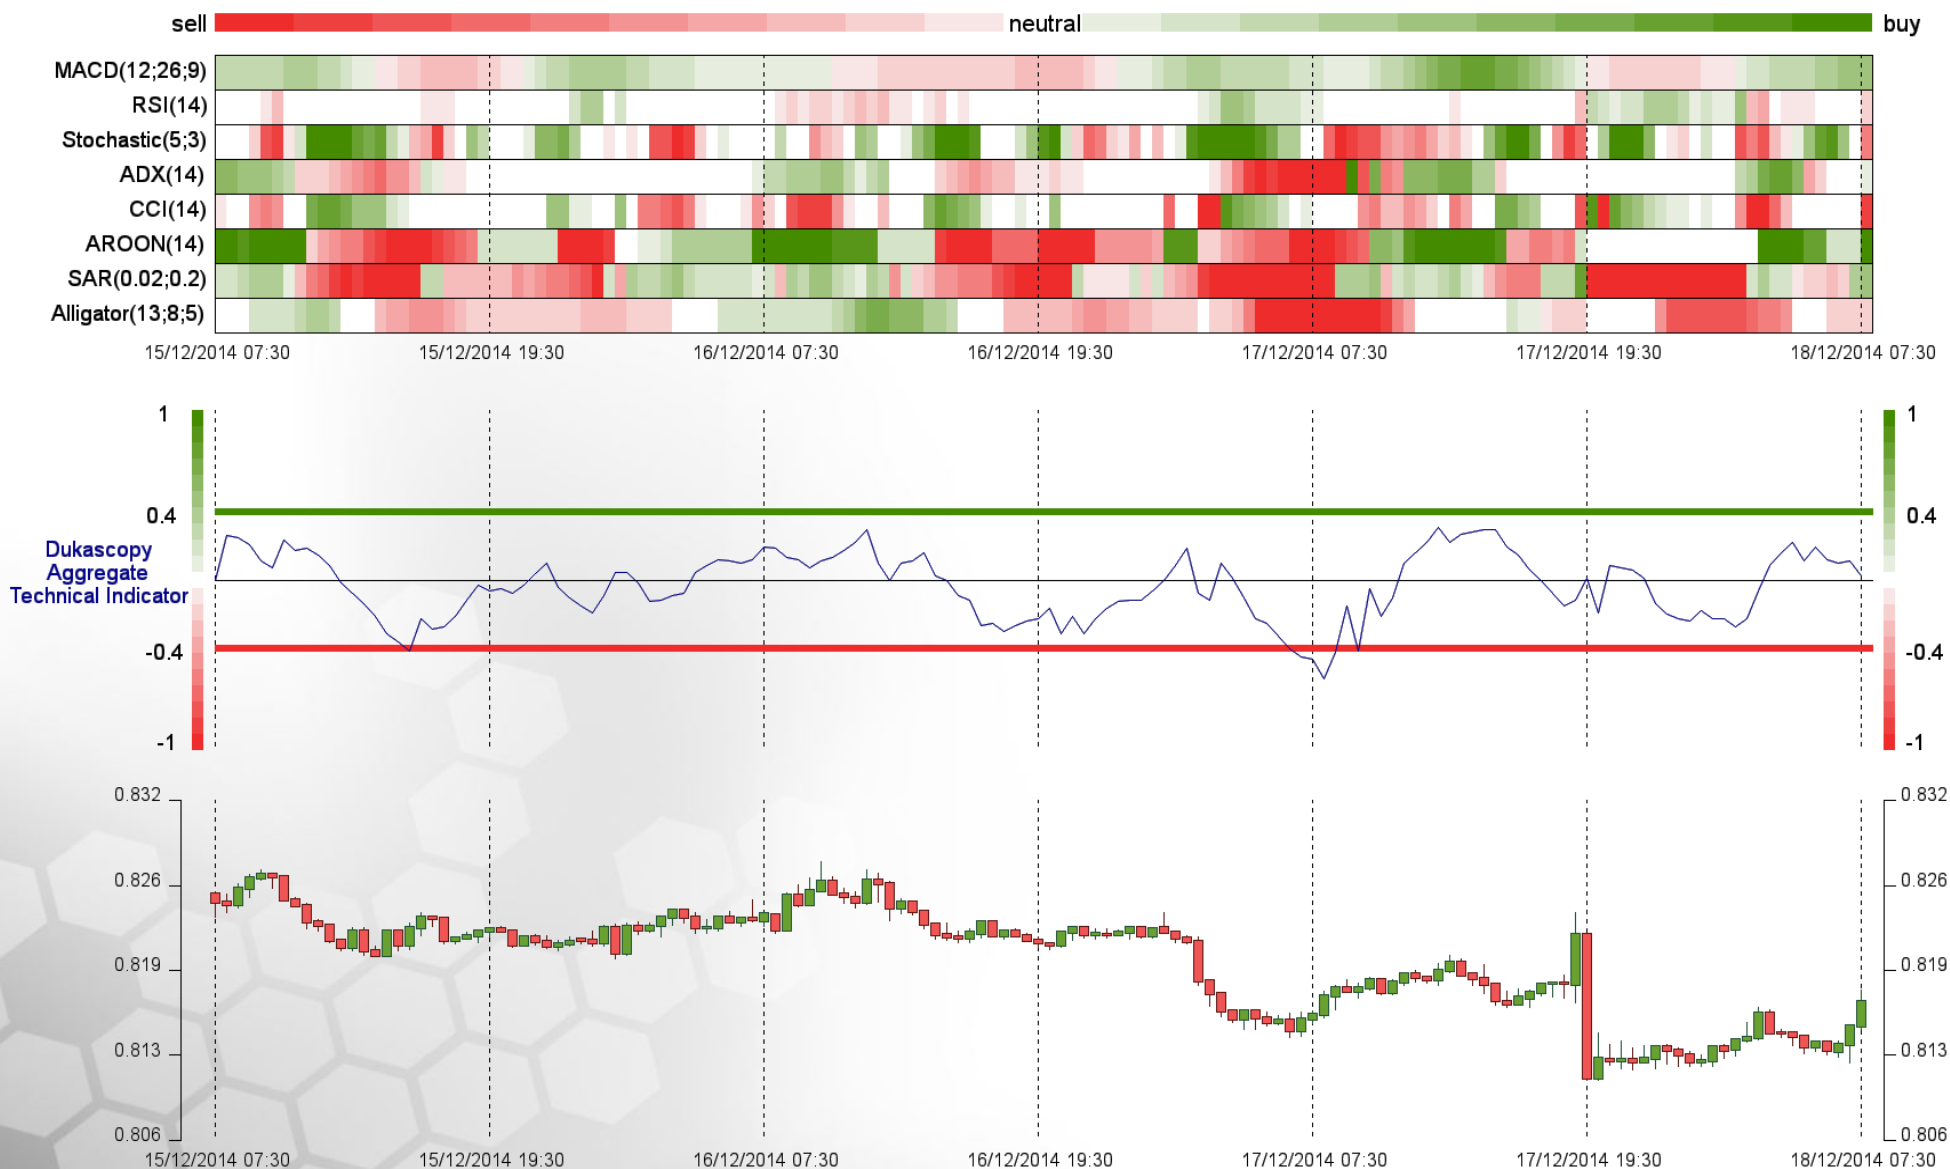 sell neutral buy
MACD(12;26;9)
RSI(14)
Stochastic(5;3)
ADX(14)
CCI(14)
AROON(14)
SAR(0.02;0.2)
Alligator(13;8;5)
15/12/2014 07:30 15/12/2014 19:30 16/12/2014 07:30 16/12/2014 19:30 17/12/2014 07:30 17/12/2014 19:30 18/12/2014 07:30
1 1
0.4 0.4
Dukascopy
Aggregate
Technical Indicator
-0.4 -0.4
-1 -1
0.832 0.832
0.826 0.826
0.819 0.819
0.813 0.813
0.806 0.806
15/12/2014 07:30 15/12/2014 19:30 16/12/2014 07:30 16/12/2014 19:30 17/12/2014 07:30 17/12/2014 19:30 18/12/2014 07:30